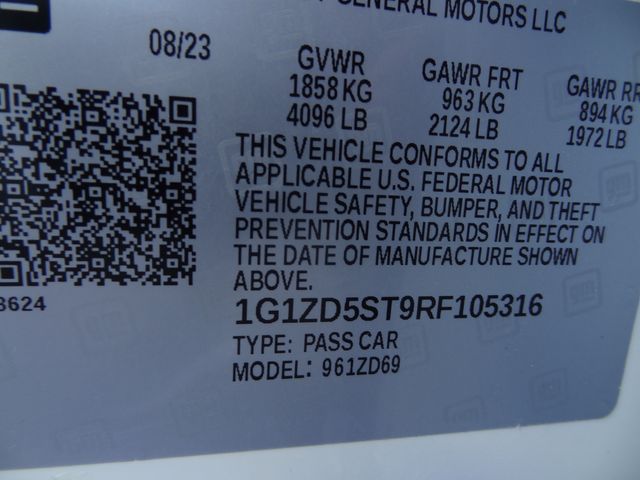 GENERAL MOTORS LLC
08/23
GVWR GAWR FRT GAWR RR
1858 KG 963 KG 894 KG
4096 LB 2124 LB 1972 LB
THIS VEHICLE CONFORMS TO ALL
APPLICABLE U.S. FEDERAL MOTOR
VEHICLE SAFETY, BUMPER, AND THEFT
PREVENTION STANDARDS IN EFFECT ON
THE DATE OF MANUFACTURE SHOWN
ABOVE.
3624
1G1ZD5ST9RF105316
TYPE: PASS CAR
MODEL: 961ZD69